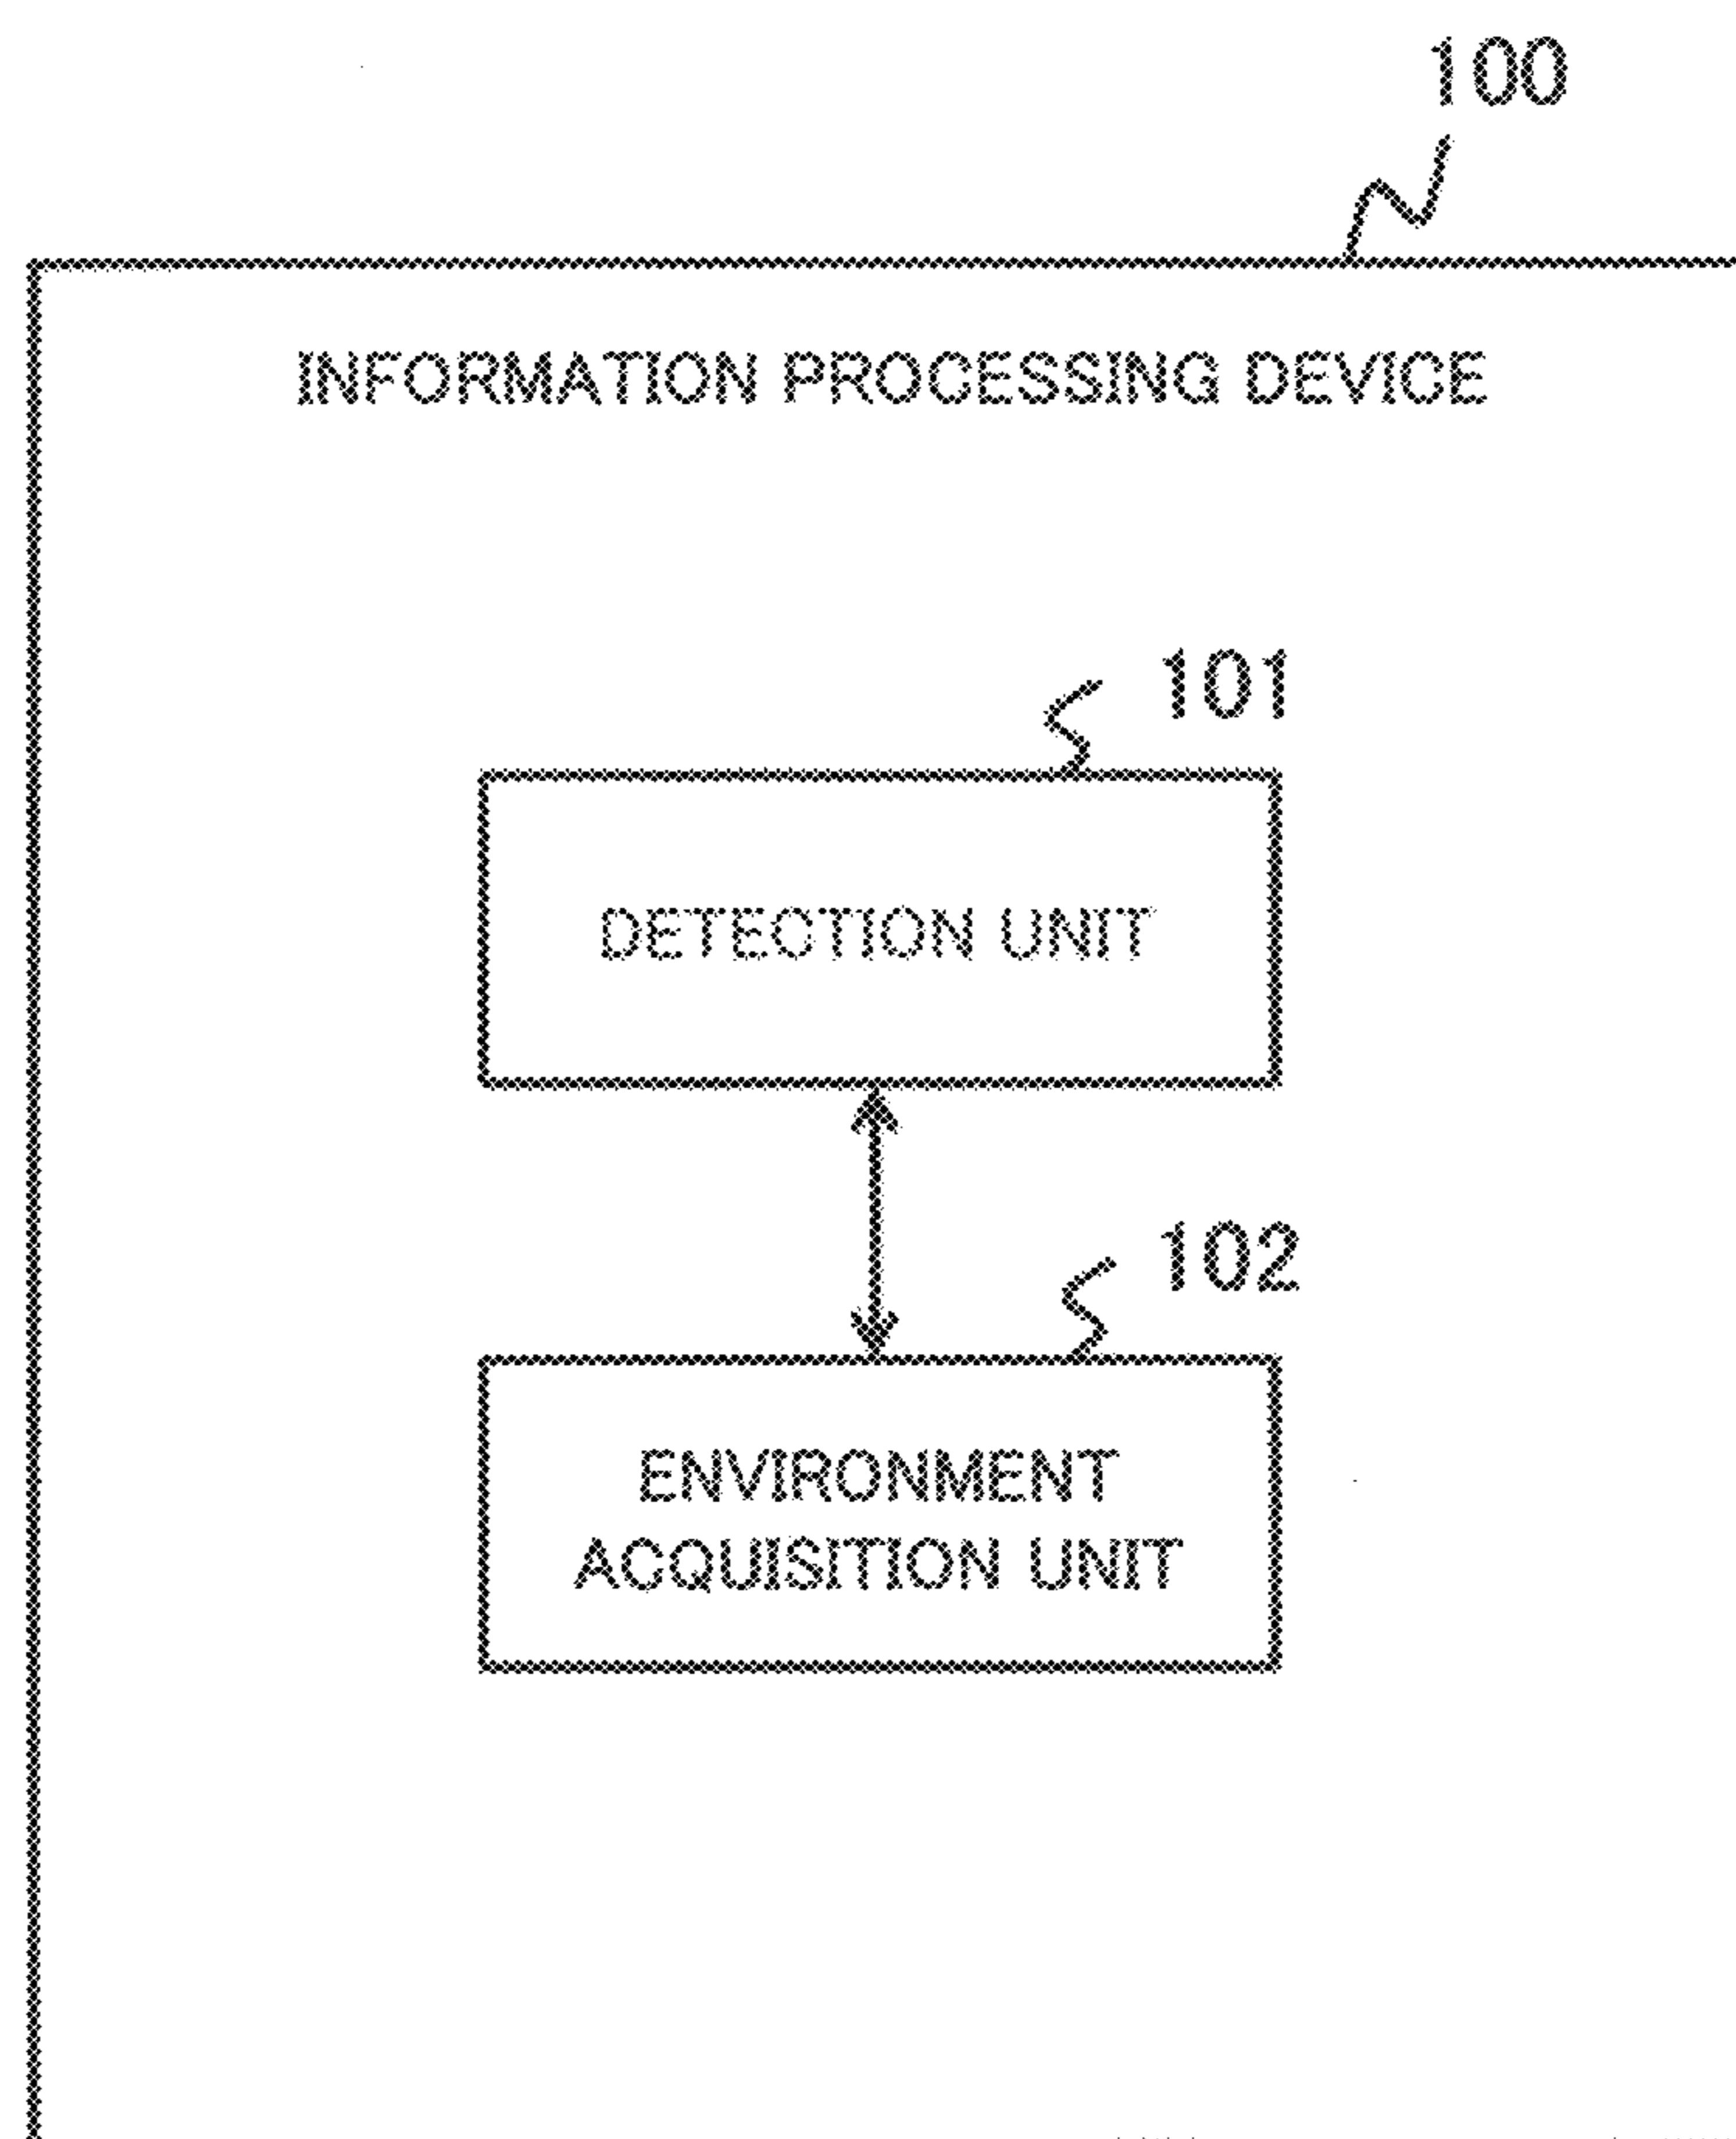 100
INFORMATION PROCESSING DEVICE
101
DETECTION UNIT
102
ENVIRONMENT
ACQUISITION UNIT